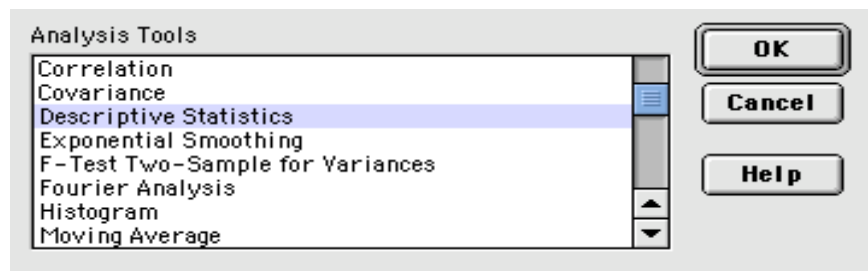 Analysis Tools
Correlation
Covariance
Descriptive Statistics
Exponential Smoothing
F-Test Two-Sample for Variances
Fourier Analysis
Histogram
Moving Average
OK
Cancel
Help